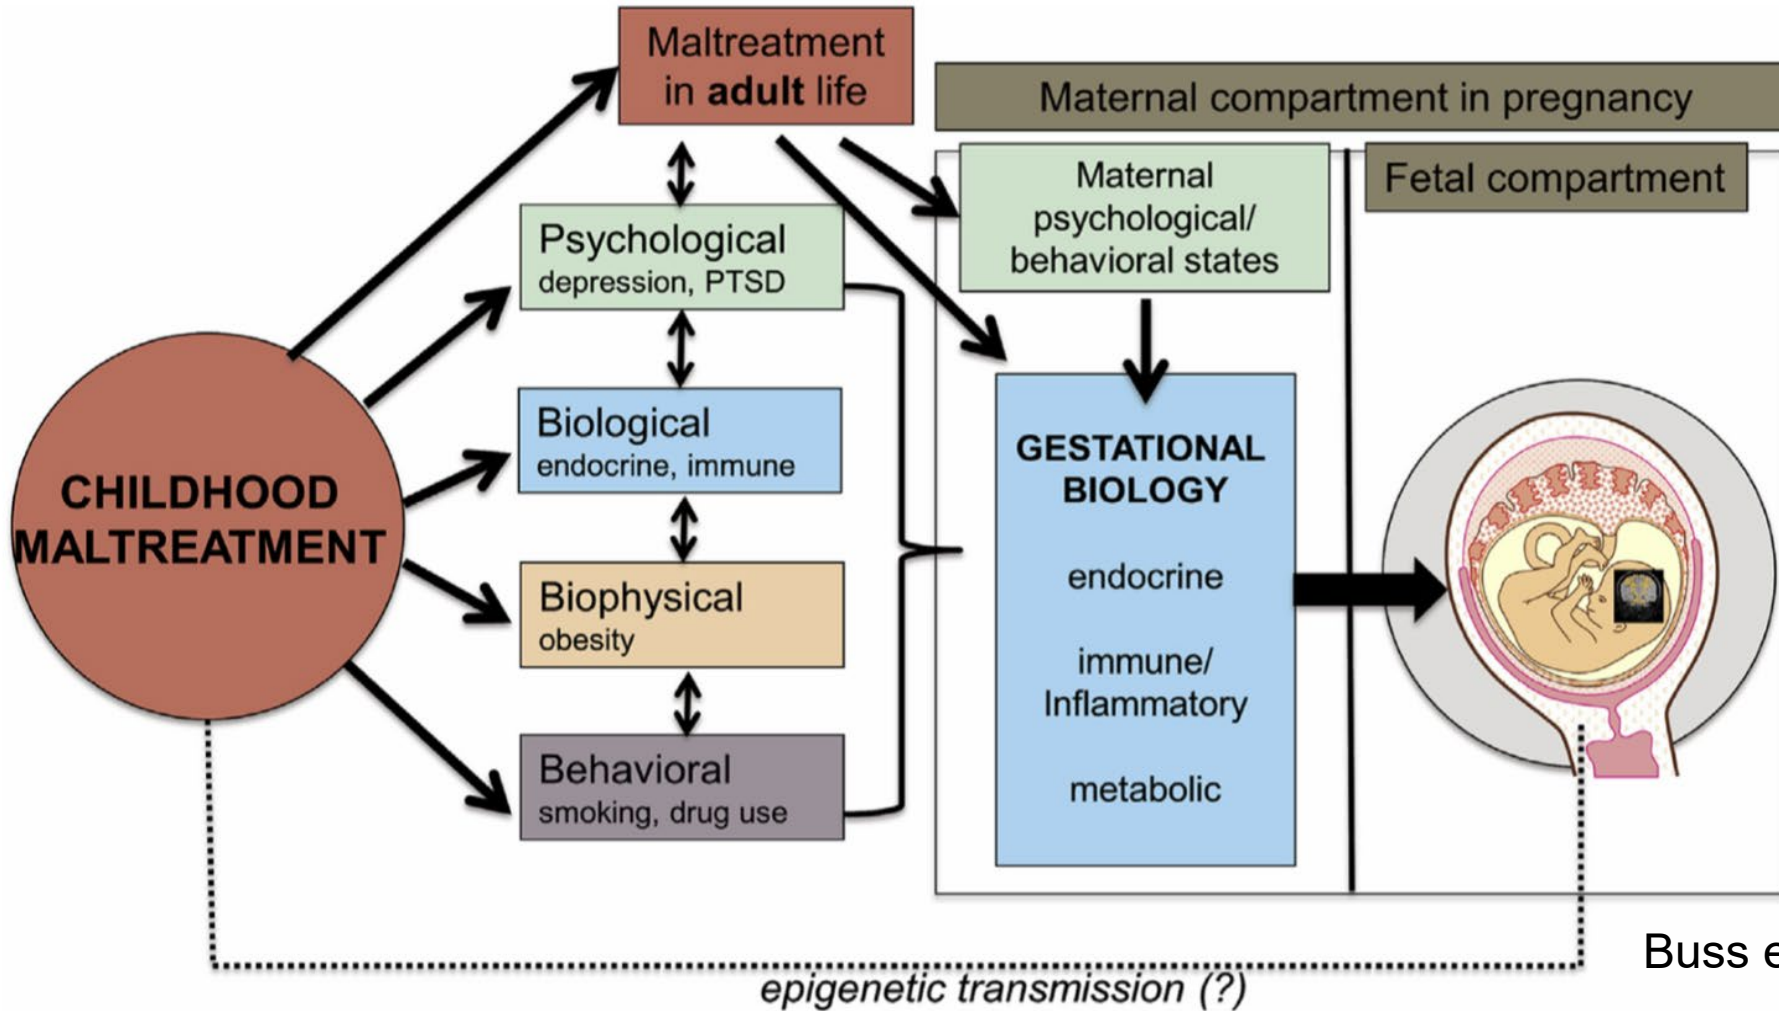 Maltreatment
in adult life
Maternal compartment in pregnancy
Maternal
psychological/
behavioral states
Fetal compartment
Psychological
depression, PTSD
Biological
endocrine, immune
CHILDHOOD
MALTREATMENT
Biophysical
obesity
Behavioral
smoking, drug use
GESTATIONAL
BIOLOGY
endocrine
immune/
Inflammatory
metabolic
Buss e
epigenetic transmission (?)